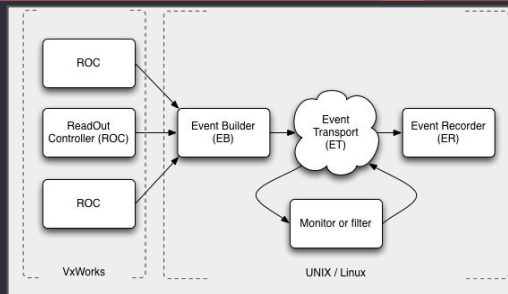 ROC
ReadOut
Controller (ROC)
ROC
Event Builder
(EB)
Event
Transport
(ET)
Event Recorder
(ER)
Monitor or filter
VxWorks
UNIX / Linux